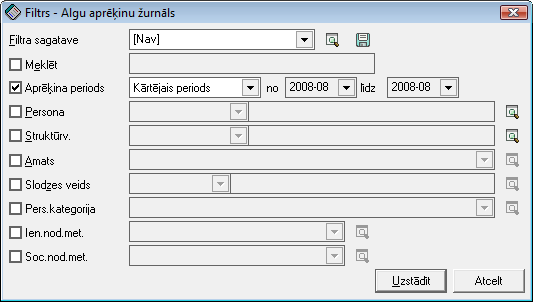 Filtrs - Algu aprēķinu žurnāls
Filtra sagatave [Nav]
Meklēt
Aprēķina periods Kārtējais periods no 2008-08 līdz 2008-08
Persona
Struktūrv.
Amats
Slodzes veids
Pers.kategorija
Ien.nod.met.
Soc.nod.met.
Uzstādīt Atcelt